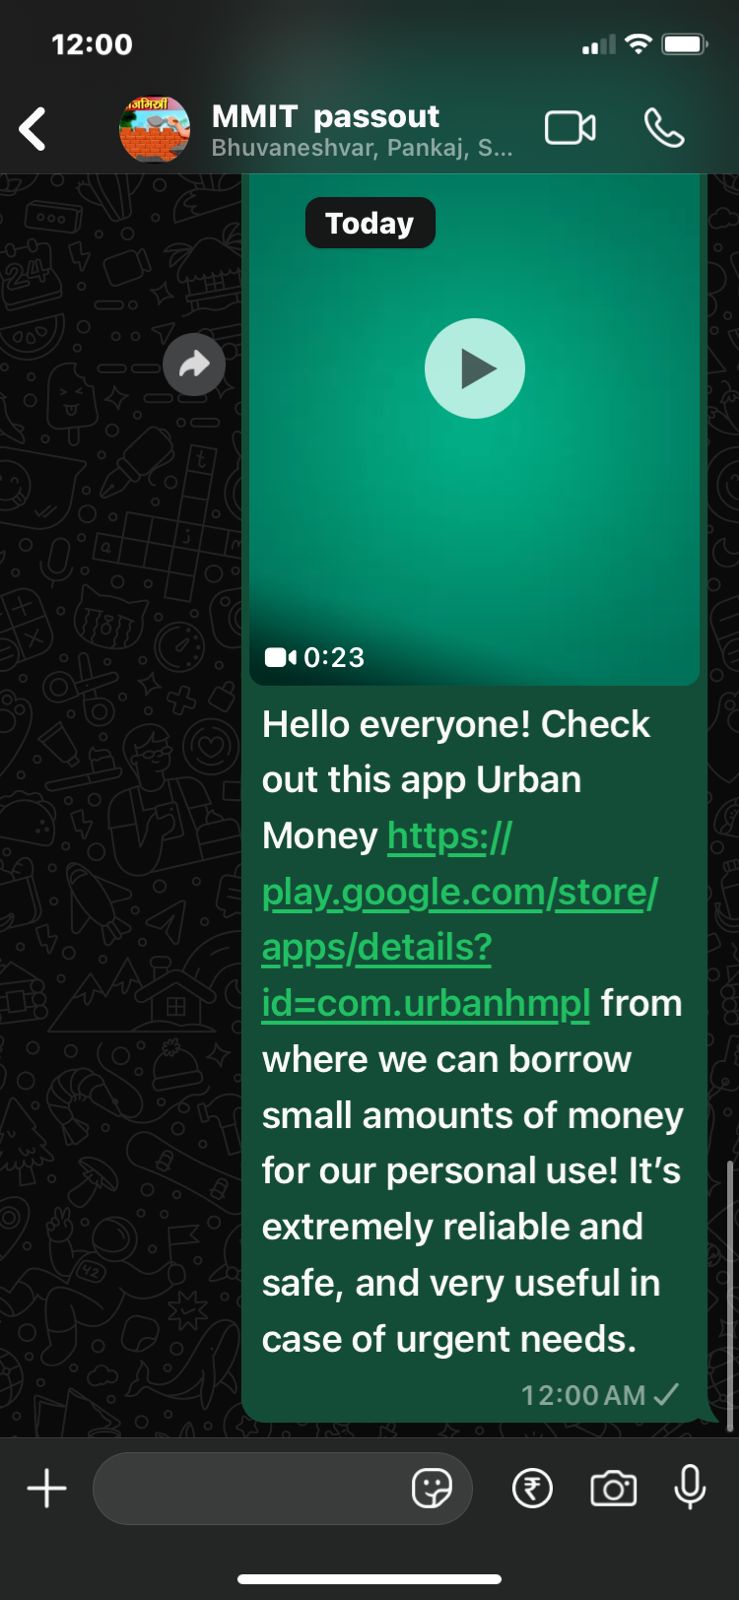 12:00
MMIT passout
Bhuvaneshvar, Pankaj, S...
Today
0:23
Hello everyone! Check
out this app Urban
Money https://
play.google.com/store/
apps/details?
id=com.urbanhmpl from
where we can borrow
small amounts of money
for our personal use! It’s
extremely reliable and
safe, and very useful in
case of urgent needs.
12:00 AM